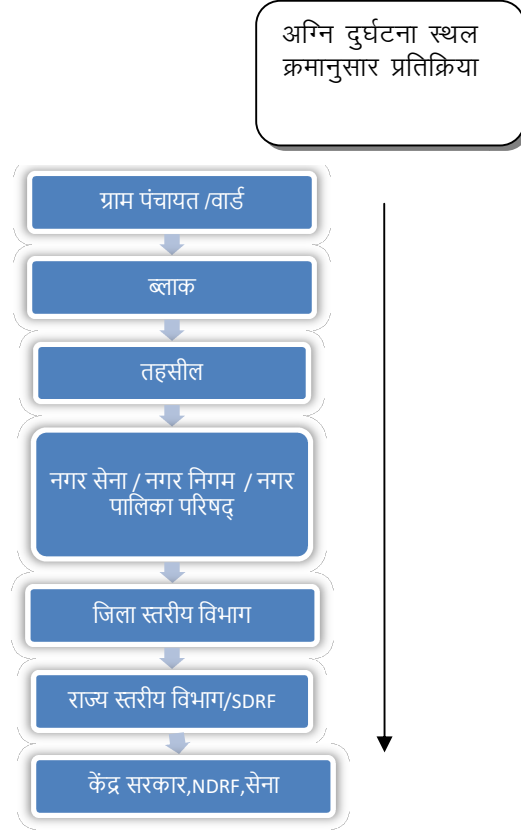 अग्नि दुर्घटना स्थल
क्रमानुसार प्रतिक्रिया
ग्राम पंचायत /वार्ड
ब्लाक
तहसील
नगर सेना / नगर निगम / नगर
पालिका परिषद्
जिला स्तरीय विभाग
राज्य स्तरीय विभाग/SDRF
केंद्र सरकार,NDRF,सेना